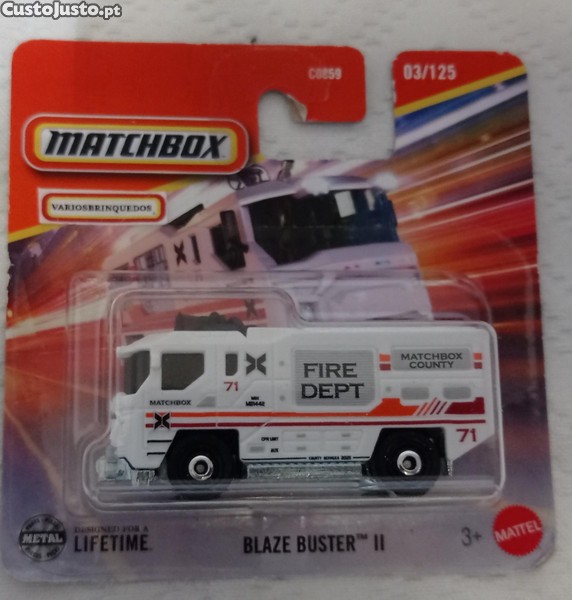 CustoJusto.pt
C0859
03/125
MATCHBOX
VARIOSBRINQUEDOS
FIRE
DEPT
MATCHBOX
COUNTY
71
MATCHBOX
71
METAL
DESIGNED FOR A
LIFETIME.
BLAZE BUSTER™ II
3+
MATTEL